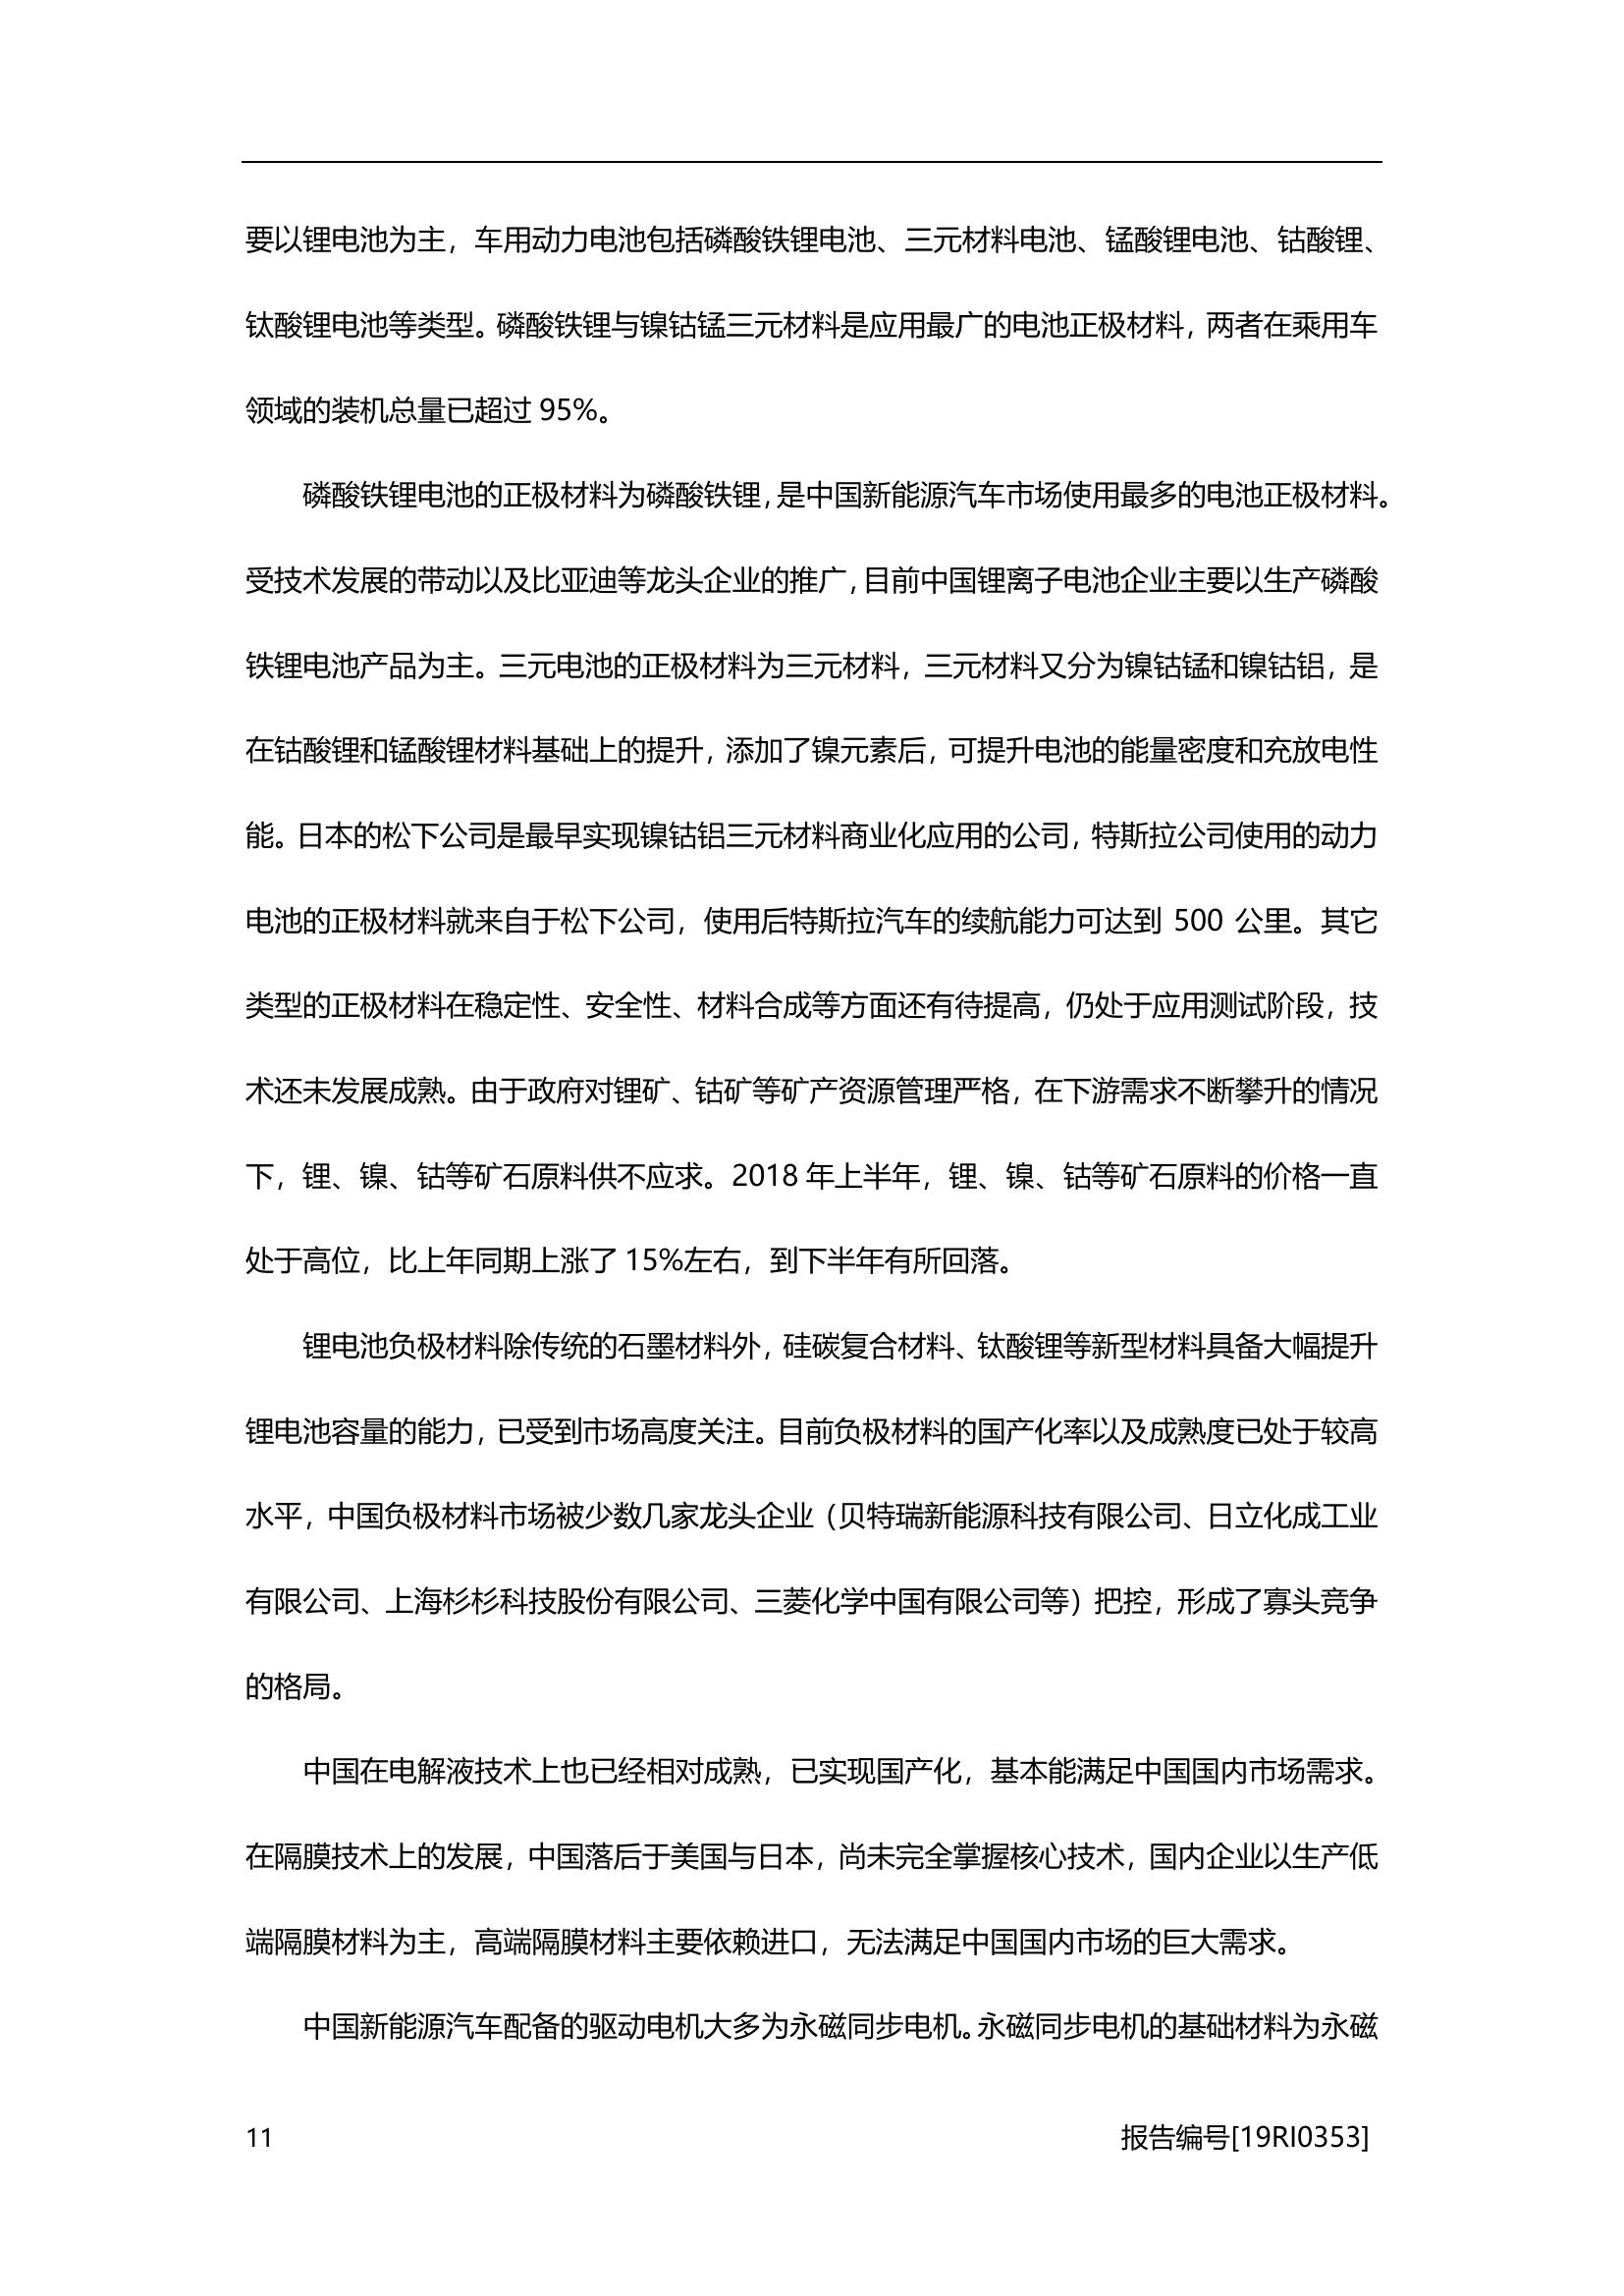 要以锂电池为主，车用动力电池包括磷酸铁锂电池、三元材料电池、锰酸锂电池、钴酸锂、
钛酸锂电池等类型。磷酸铁锂与镍钴锰三元材料是应用最广的电池正极材料，两者在乘用车
领域的装机总量已超过 95%。
磷酸铁锂电池的正极材料为磷酸铁锂，是中国新能源汽车市场使用最多的电池正极材料。
受技术发展的带动以及比亚迪等龙头企业的推广，目前中国锂离子电池企业主要以生产磷酸
铁锂电池产品为主。三元电池的正极材料为三元材料，三元材料又分为镍钴锰和镍钴铝，是
在钴酸锂和锰酸锂材料基础上的提升，添加了镍元素后，可提升电池的能量密度和充放电性
能。日本的松下公司是最早实现镍钴铝三元材料商业化应用的公司，特斯拉公司使用的动力
电池的正极材料就来自于松下公司，使用后特斯拉汽车的续航能力可达到 500 公里。其它
类型的正极材料在稳定性、安全性、材料合成等方面还有待提高，仍处于应用测试阶段，技
术还未发展成熟。由于政府对锂矿、钴矿等矿产资源管理严格，在下游需求不断攀升的情况
下，锂、镍、钴等矿石原料供不应求。2018 年上半年，锂、镍、钴等矿石原料的价格一直
处于高位，比上年同期上涨了 15%左右，到下半年有所回落。
锂电池负极材料除传统的石墨材料外，硅碳复合材料、钛酸锂等新型材料具备大幅提升
锂电池容量的能力，已受到市场高度关注。目前负极材料的国产化率以及成熟度已处于较高
水平，中国负极材料市场被少数几家龙头企业（贝特瑞新能源科技有限公司、日立化成工业
有限公司、上海杉杉科技股份有限公司、三菱化学中国有限公司等）把控，形成了寡头竞争
的格局。
中国在电解液技术上也已经相对成熟，已实现国产化，基本能满足中国国内市场需求。
在隔膜技术上的发展，中国落后于美国与日本，尚未完全掌握核心技术，国内企业以生产低
端隔膜材料为主，高端隔膜材料主要依赖进口，无法满足中国国内市场的巨大需求。
中国新能源汽车配备的驱动电机大多为永磁同步电机。永磁同步电机的基础材料为永磁
11 报告编号[19RI0353]